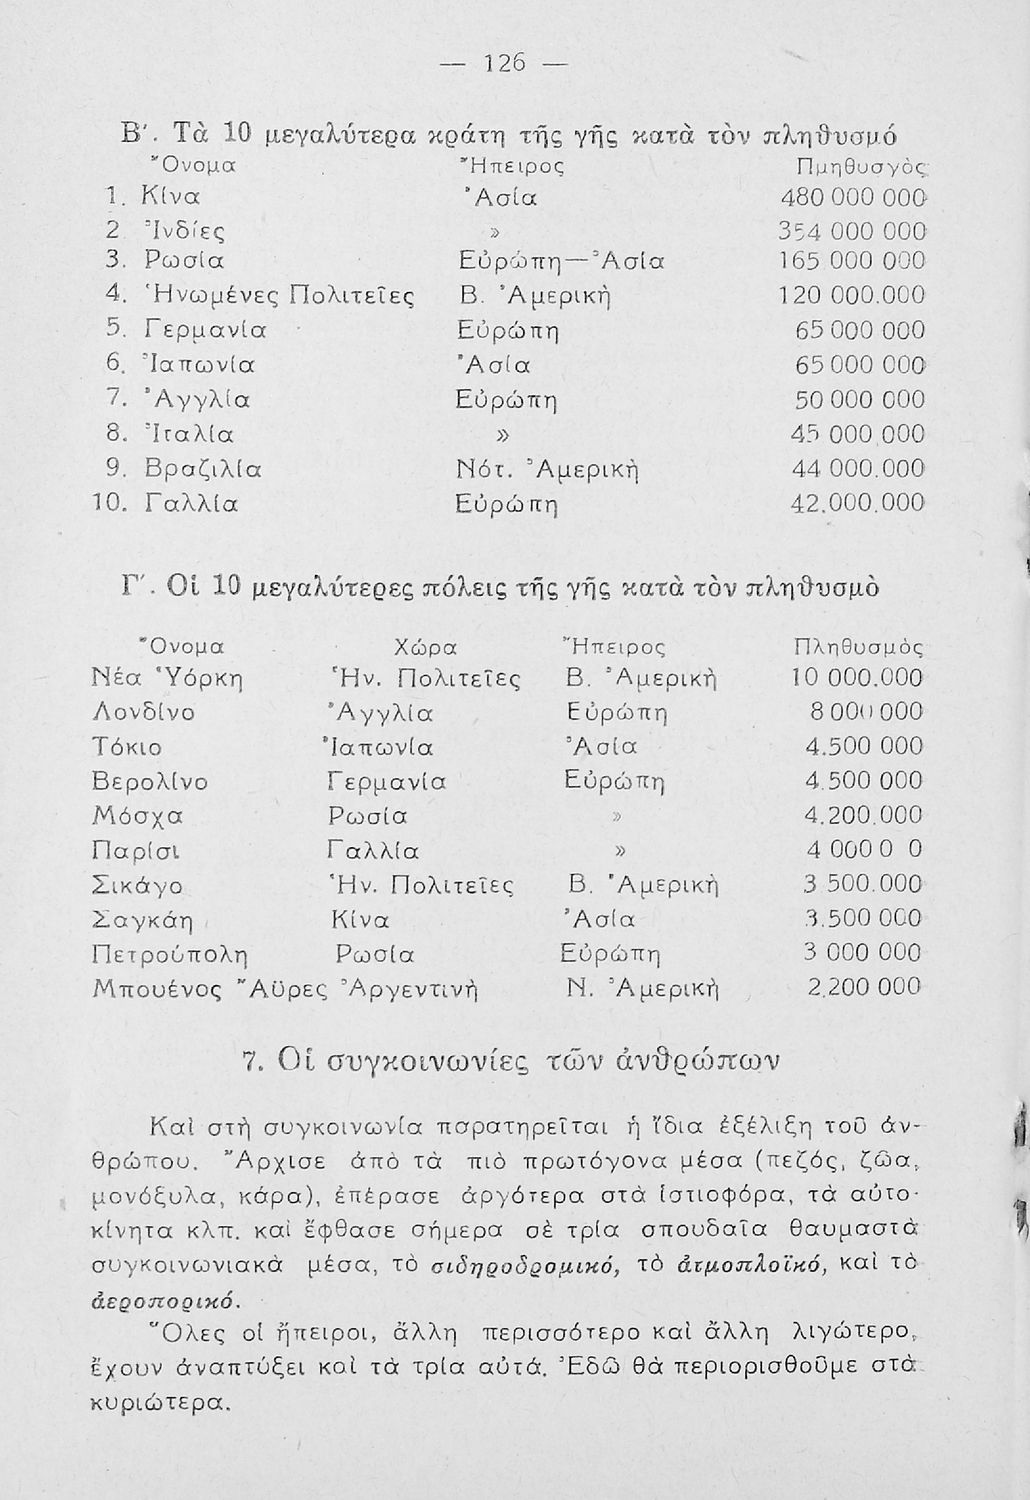 — 126 —
Β'. Τὰ 10 μεγαλύτερα κράτη τῆς γῆς κατὰ τὸν πληθυσμό
Ὄνομα Ἤπειρος Πμηθυσγὸς
1. Κίνα Ἀσία 480 000 000
2 Ἰνδίες » 354 000 000
3. Ρωσία Εὐρώπη—Ἀσία 165 000 000
4. Ἡνωμένες Πολιτεῖες Β. Ἀμερικὴ 120 000.000
5. Γερμανία Εὐρώπη 65 000 000
6. Ἰαπωνία Ἀσία 65 000 000
7. Ἀγγλία Εὐρώπη 50 000 000
8. Ἰταλία » 45 000.000
9. Βραζιλία Νότ. Ἀμερικὴ 44 000.000
10. Γαλλία Εὐρώπη 42.000.000
Γ'. Οἱ 10 μεγαλύτερες πόλεις τῆς γῆς κατὰ τὸν πληθυσμὸ
Ὄνομα Χώρα Ἤπειρος Πληθυσμὸς
Νέα Ὑόρκη Ἡν. Πολιτεῖες Β. Ἀμερικὴ 10 000.000
Λονδίνο Ἀγγλία Εὐρώπη 8 000 000
Τόκιο Ἰαπωνία Ἀσία 4.500 000
Βερολίνο Γερμανία Εὐρώπη 4.500 000
Μόσχα Ρωσία » 4.200.000
Παρίσι Γαλλία » 4 000 0 0
Σικάγο Ἡν. Πολιτεῖες Β. Ἀμερικὴ 3 500.000
Σαγκάη Κίνα Ἀσία 3.500 000
Πετρούπολη Ρωσία Εὐρώπη 3 000 000
Μπουένος Ἄϋρες Ἀργεντινὴ Ν. Ἀμερικὴ 2.200 000
7. Οἱ συγκοινωνίες τῶν ἀνθρώπων
Καὶ στὴ συγκοινωνία παρατηρεῖται ἡ ἴδια ἐξέλιξη τοῦ ἀν-
θρώπου. Ἄρχισε ἀπὸ τὰ πιὸ πρωτόγονα μέσα (πεζός, ζῶα,
μονόξυλα, κάρα), ἐπέρασε ἀργότερα στὰ ἱστιοφόρα, τὰ αὐτο-
κίνητα κλπ. καὶ ἔφθασε σήμερα σὲ τρία σπουδαῖα θαυμαστὰ
συγκοινωνιακὰ μέσα, τὸ σιδηροδρομικό, τὸ ἀτμοπλοϊκό, καὶ τὸ
ἀεροπορικό.
Ὅλες οἱ ἤπειροι, ἄλλη περισσότερο καὶ ἄλλη λιγώτερο,
ἔχουν ἀναπτύξει καὶ τὰ τρία αὐτά. Ἐδῶ θὰ περιορισθοῦμε στὰ
κυριώτερα.